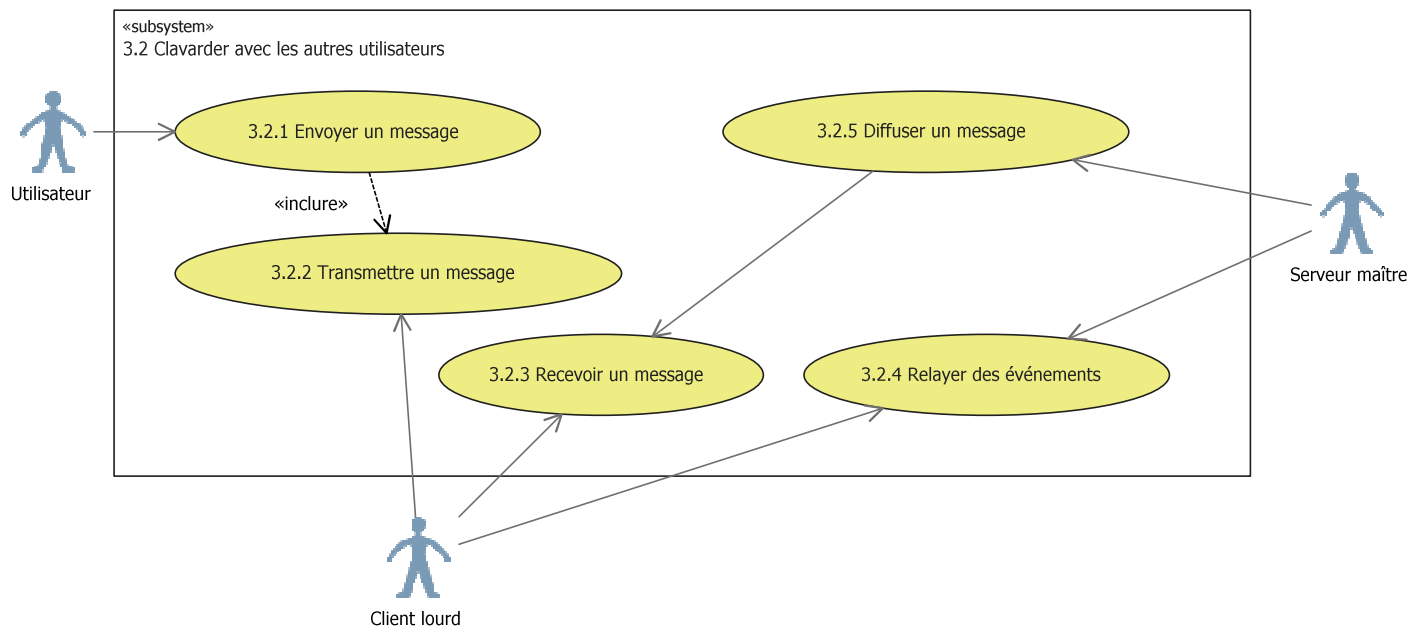 «subsystem»
3.2 Clavarder avec les autres utilisateurs
3.2.1 Envoyer un message
3.2.5 Diffuser un message
Utilisateur
«inclure»
3.2.2 Transmettre un message
Serveur maître
3.2.3 Recevoir un message
3.2.4 Relayer des événements
Client lourd